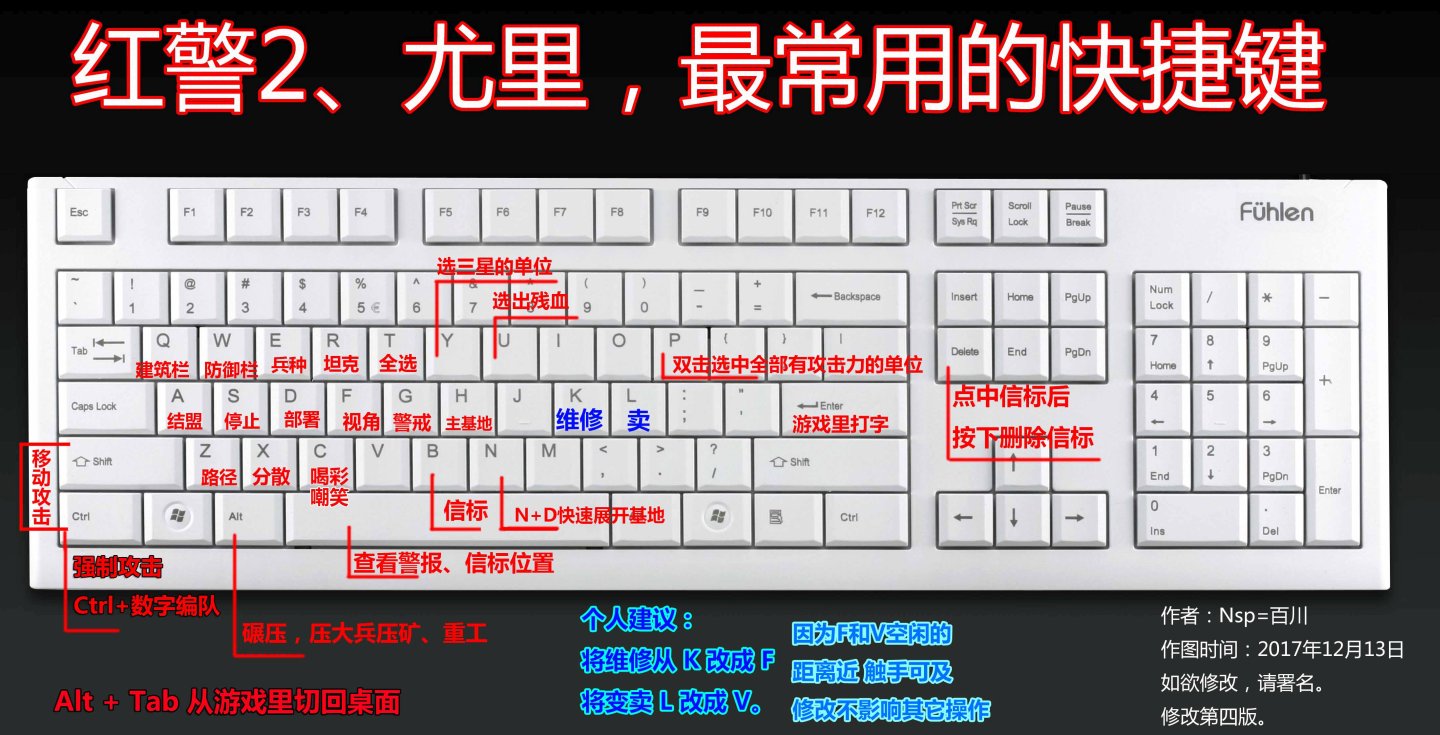 红警2、尤里，最常用的快捷键
Fühlen
Esc F1 F2 F3 F4 F5 F6 F7 F8 F9 F10 F11 F12 Prt Scr Sys Rq Scroll Lock Pause Break
选三星的单位
选出残血
~ ` ! 1 @ 2 # 3 $ 4 % 5 € ^ 6 & 7 * 8 ( 9 ) 0 — - + = ←Backspace Insert Home PgUp Num Lock / * −
Tab Q W E R T Y U I O P { } | Delete End PgDn 7 Home 8 ↑ 9 PgUp +
建筑栏 防御栏 兵种 坦克 全选 双击选中全部有攻击力的单位
Caps Lock A S D F G H J K L : ; " ' Enter 4 ← 5 6 →
结盟 停止 部署 视角 警戒 主基地 维修 卖 游戏里打字
点中信标后
按下删除信标
Shift Z X C V B N M < , > . ? / Shift ↑ 1 End 2 ↓ 3 PgDn Enter
移动攻击
路径 分散 喝彩
嘲笑
信标 N+D快速展开基地
Ctrl Alt Ctrl ← ↓ → 0 Ins . Del
查看警报、信标位置
强制攻击
Ctrl+数字编队
碾压，压大兵压矿、重工
Alt + Tab 从游戏里切回桌面
个人建议：
将维修从 K 改成 F
将变卖 L 改成 V。
因为F和V空闲的
距离近 触手可及
修改不影响其它操作
作者：Nsp=百川
作图时间：2017年12月13日
如欲修改，请署名。
修改第四版。